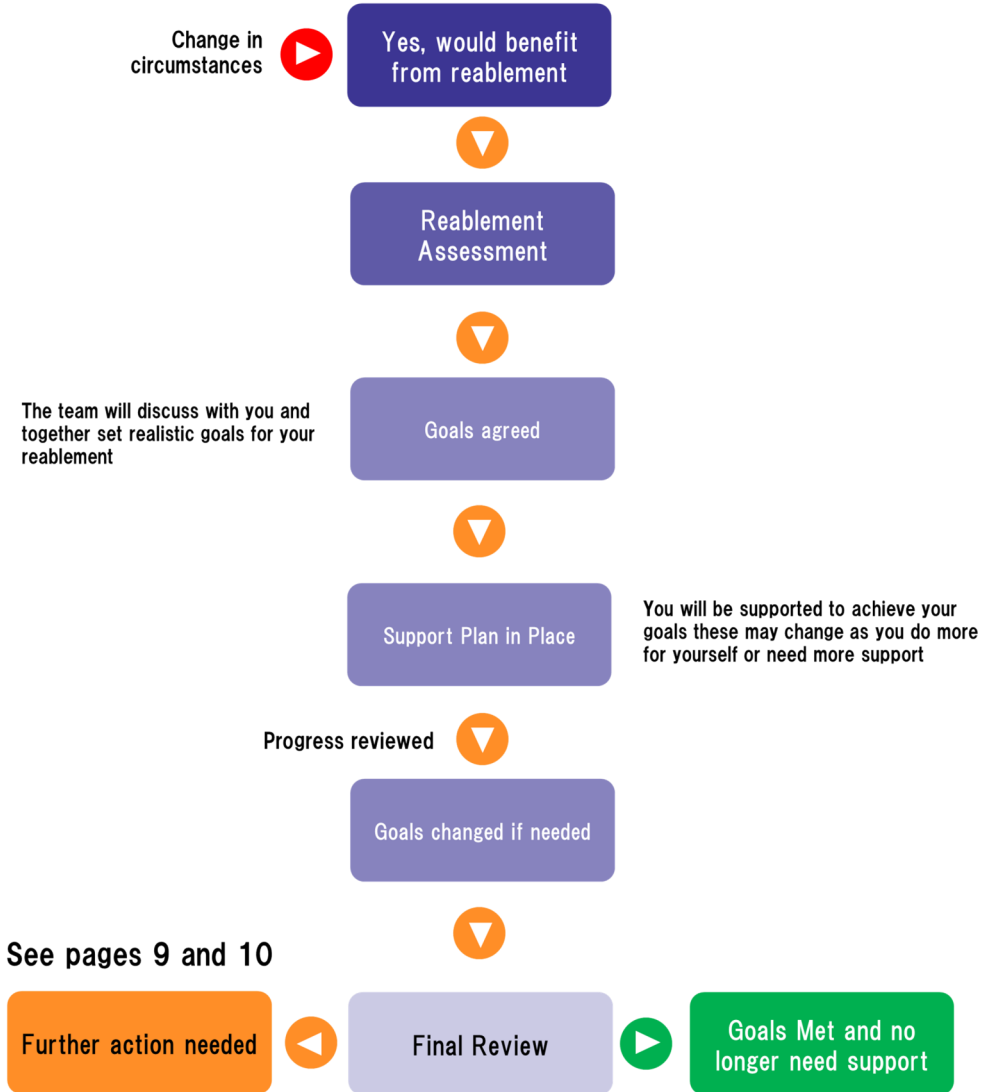 Change in
circumstances
Yes, would benefit
from reablement
Reablement
Assessment
The team will discuss with you and
together set realistic goals for your
reablement
Goals agreed
Support Plan in Place
You will be supported to achieve your
goals these may change as you do more
for yourself or need more support
Progress reviewed
Goals changed if needed
See pages 9 and 10
Further action needed
Final Review
Goals Met and no
longer need support